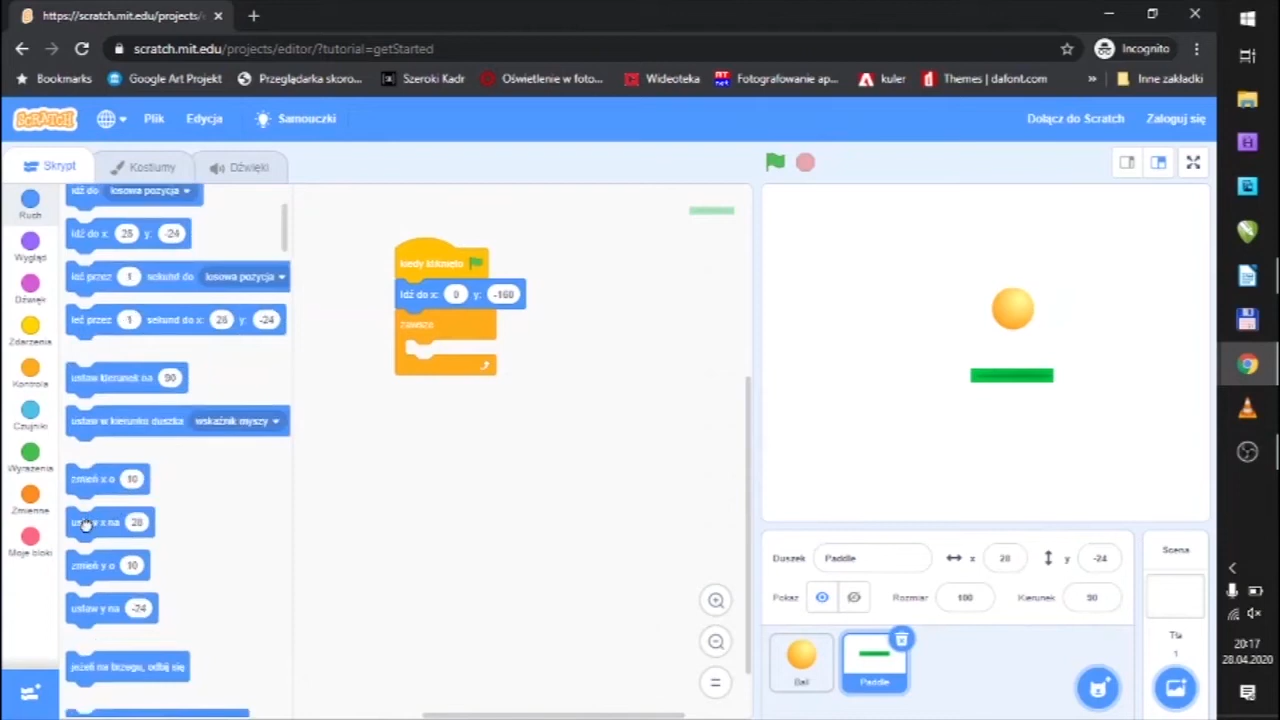 https://scratch.mit.edu/projects/
scratch.mit.edu/projects/editor/?tutorial=getStarted
Incognito
Bookmarks
Google Art Projekt
Przeglądarka skoro...
Szeroki Kadr
Oświetlenie w foto...
Wideoteka
Fotografowanie ap...
kuler
Themes | dafont.com
»
Inne zakładki
SCRATCH
Plik
Edycja
Samouczki
Dołącz do Scratch
Zaloguj się
Skrypt
Kostiumy
Dźwięki
Ruch
Wygląd
Dźwięk
Zdarzenia
Kontrola
Czujniki
Wyrażenia
Zmienne
Moje bloki
idź do losowa pozycja
idź do x: 28 y: -24
leć przez 1 sekund do losowa pozycja
leć przez 1 sekund do x: 28 y: -24
ustaw kierunek na 90
ustaw w kierunku duszka wskaźnik myszy
zmień x o 10
ustaw x na 28
zmień y o 10
ustaw y na -24
jeżeli na brzegu, odbij się
kiedy kliknięto
idź do x: 0 y: -160
zawsze
Duszek
Paddle
x 28
y -24
Pokaż
Rozmiar 100
Kierunek 90
Ball
Paddle
Scena
Tła
1
20:17
28.04.2020